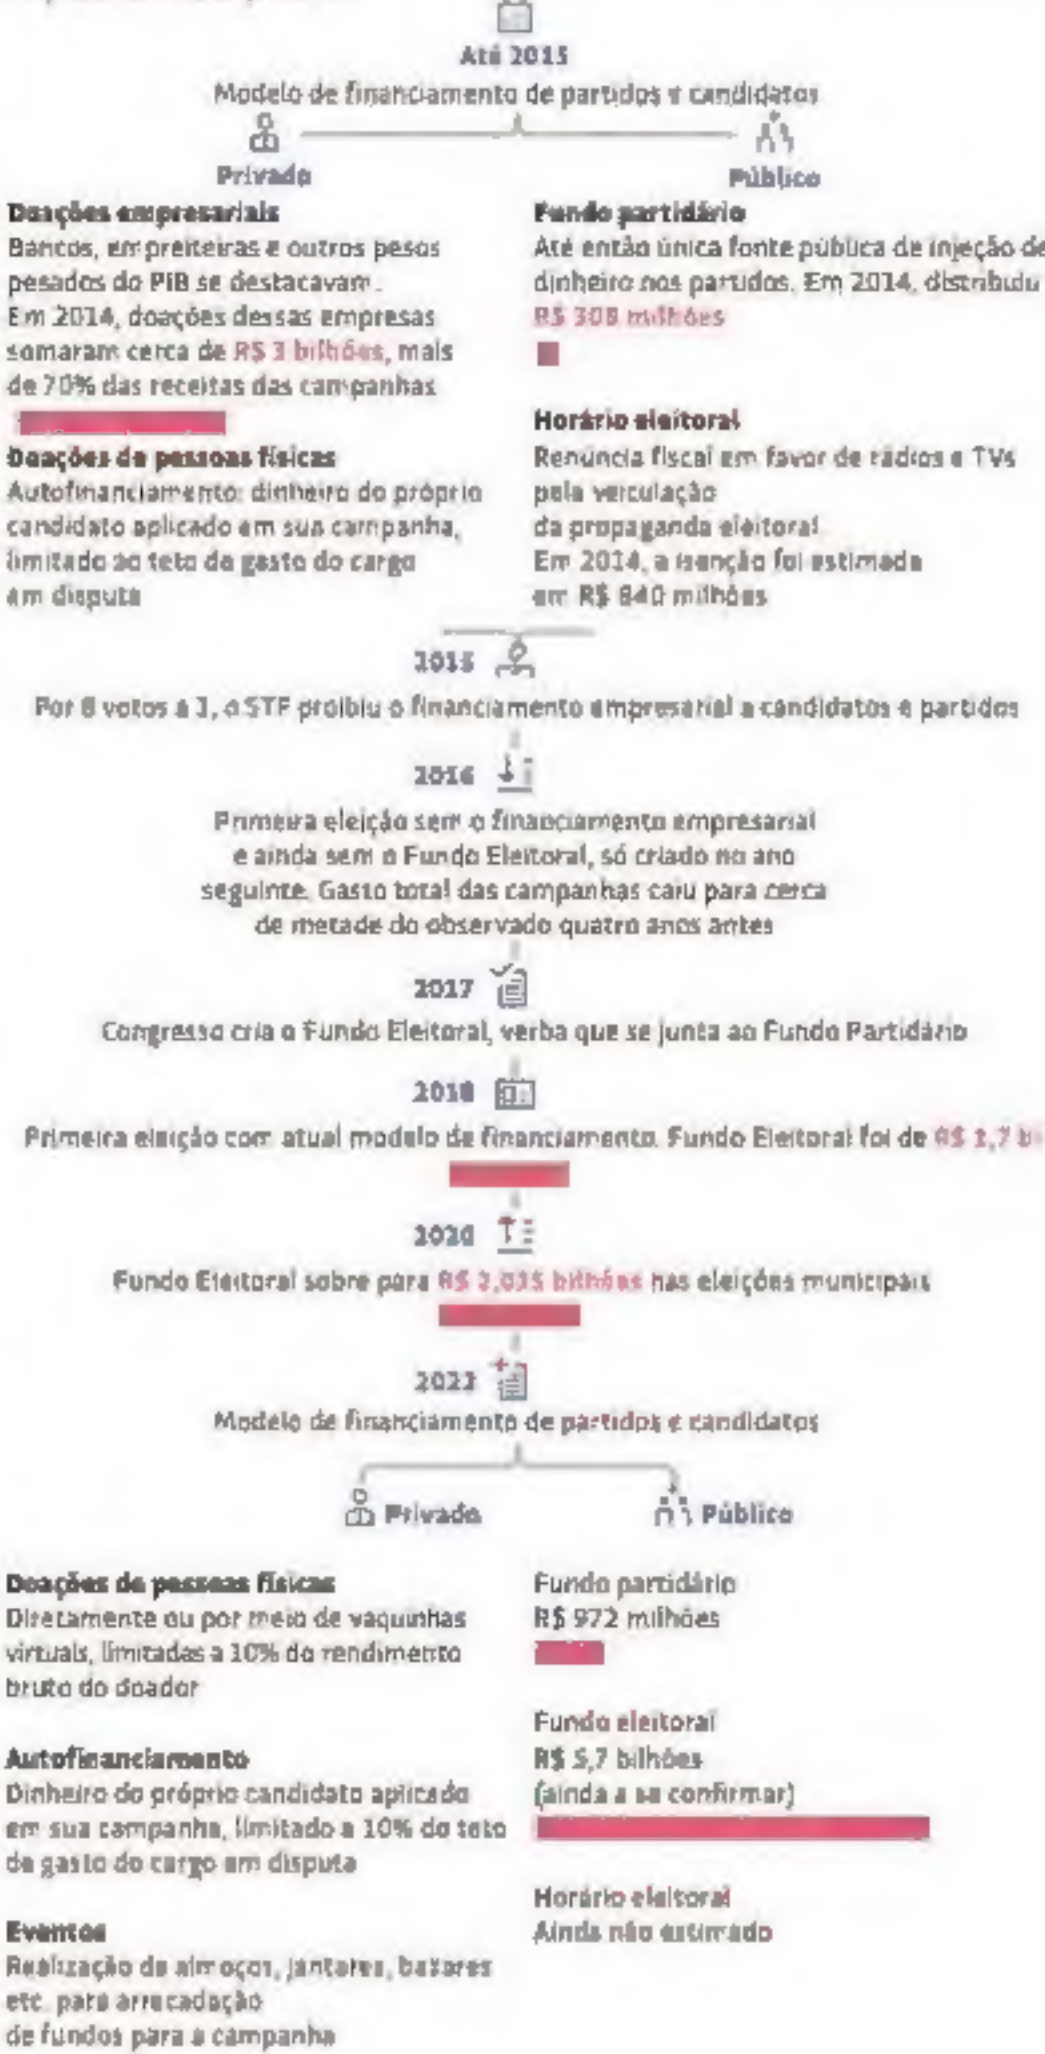 Até 2015
Modelo de financiamento de partidos e candidatos
Privado
Público
Doações empresariais
Bancos, empreiteiras e outros pesos
pesados do PIB se destacavam.
Em 2014, doações dessas empresas
somaram cerca de R$ 3 bilhões, mais
de 70% das receitas das campanhas
Doações de pessoas físicas
Autofinanciamento: dinheiro do próprio
candidato aplicado em sua campanha,
limitado ao teto de gasto do cargo
em disputa
Fundo partidário
Até então única fonte pública de injeção de
dinheiro nos partidos. Em 2014, distribuiu
R$ 308 milhões
Horário eleitoral
Renúncia fiscal em favor de rádios e TVs
pela veiculação
da propaganda eleitoral
Em 2014, a isenção foi estimada
em R$ 840 milhões
2015
Por 8 votos a 3, o STF proibiu o financiamento empresarial a candidatos e partidos
2016
Primeira eleição sem o financiamento empresarial
e ainda sem o Fundo Eleitoral, só criado no ano
seguinte. Gasto total das campanhas caiu para cerca
de metade do observado quatro anos antes
2017
Congresso cria o Fundo Eleitoral, verba que se junta ao Fundo Partidário
2018
Primeira eleição com atual modelo de financiamento. Fundo Eleitoral foi de R$ 1,7 bi
2020
Fundo Eleitoral sobre para R$ 2,035 bilhões nas eleições municipais
2022
Modelo de financiamento de partidos e candidatos
Privado
Público
Doações de pessoas físicas
Diretamente ou por meio de vaquinhas
virtuais, limitadas a 10% do rendimento
bruto do doador
Autofinanciamento
Dinheiro do próprio candidato aplicado
em sua campanha, limitado a 10% do teto
de gasto do cargo em disputa
Eventos
Realização de almoços, jantares, bazares
etc. para arrecadação
de fundos para a campanha
Fundo partidário
R$ 972 milhões
Fundo eleitoral
R$ 5,7 bilhões
(ainda a se confirmar)
Horário eleitoral
Ainda não estimado